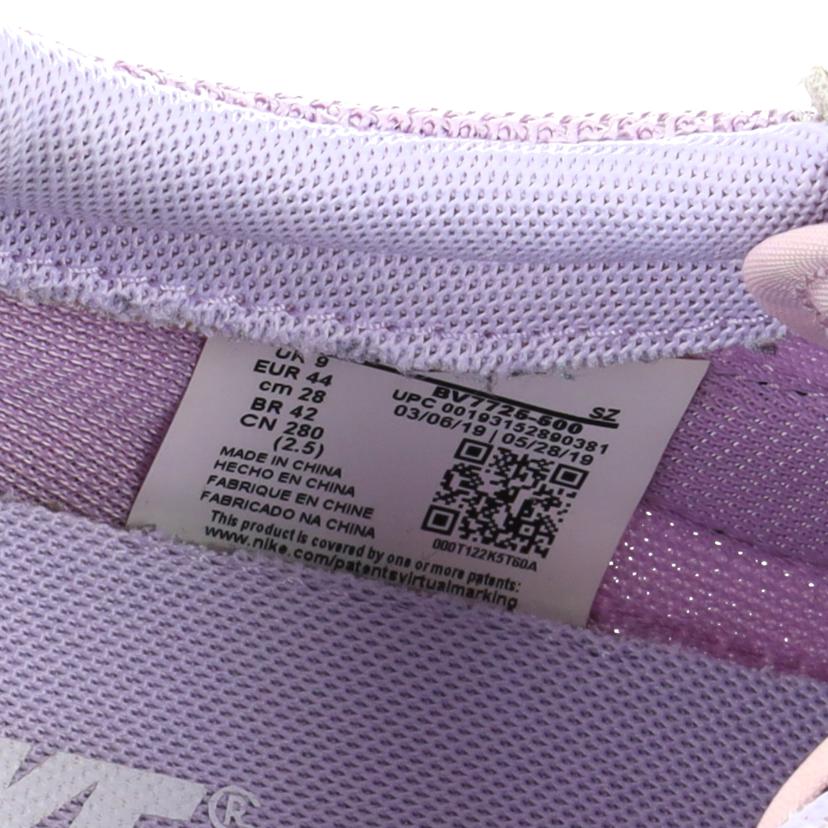 UK 9
EUR 44
cm 28
BR 42
CN 280
(2.5)
BV7725-500
SZ
UPC 00193152890381
03/06/19 | 05/28/19
MADE IN CHINA
HECHO EN CHINA
FABRIQUE EN CHINE
FABRICADO NA CHINA
000T122K5T60A
This product is covered by one or more patents:
www.nike.com/patentsvirtualmarking
®